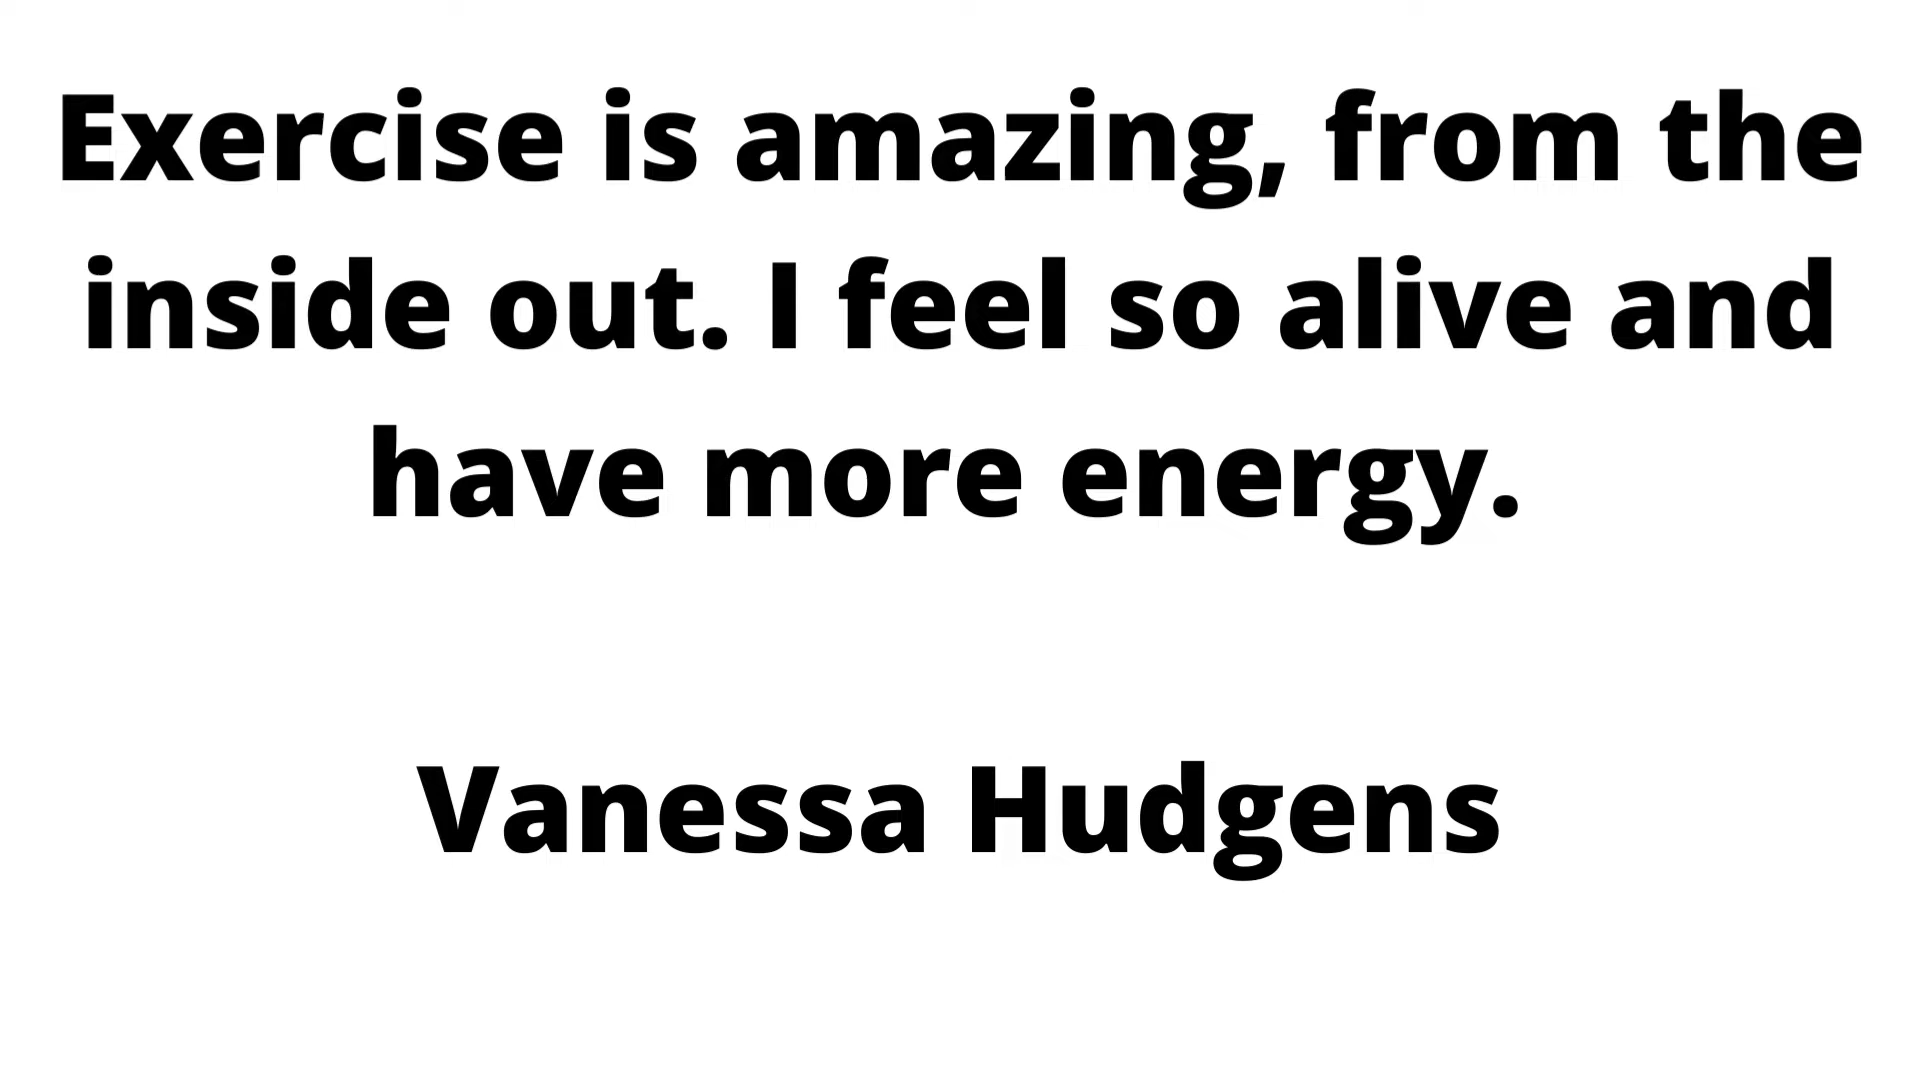 Exercise is amazing, from the
inside out. I feel so alive and
have more energy.
Vanessa Hudgens